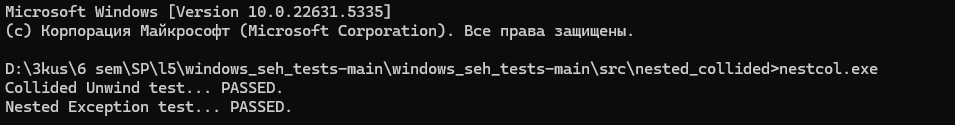 Microsoft Windows [Version 10.0.22631.5335]
(c) Корпорация Майкрософт (Microsoft Corporation). Все права защищены.
D:\3kus\6 sem\SP\l5\windows_seh_tests-main\windows_seh_tests-main\src\nested_collided>nestcol.exe
Collided Unwind test... PASSED.
Nested Exception test... PASSED.